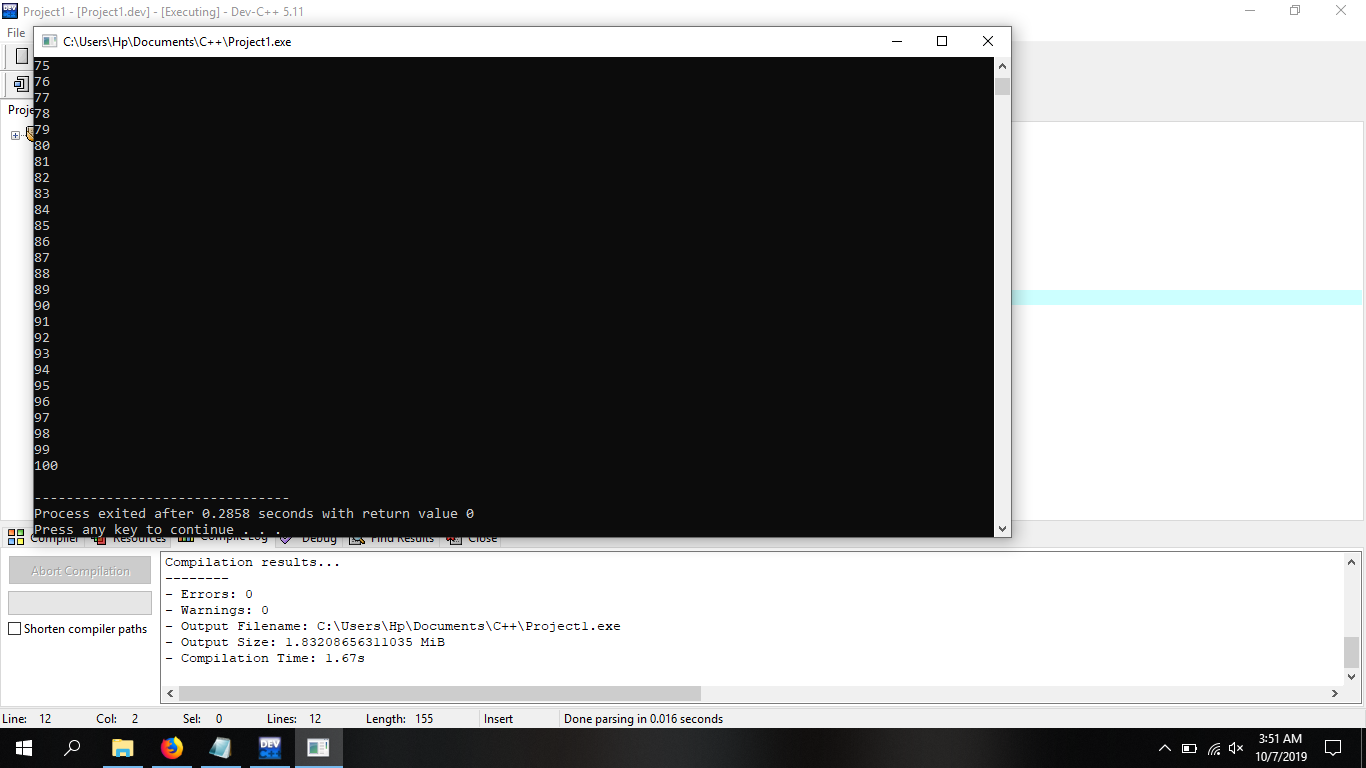 Project1 - [Project1.dev] - [Executing] - Dev-C++ 5.11
File
C:\Users\Hp\Documents\C++\Project1.exe
Proje
75
76
77
78
79
80
81
82
83
84
85
86
87
88
89
90
91
92
93
94
95
96
97
98
99
100
--------------------------------
Process exited after 0.2858 seconds with return value 0
Press any key to continue . . .
Compiler Resources Compile Log Debug Find Results Close
Abort Compilation
Shorten compiler paths
Compilation results...
--------
- Errors: 0
- Warnings: 0
- Output Filename: C:\Users\Hp\Documents\C++\Project1.exe
- Output Size: 1.83208656311035 MiB
- Compilation Time: 1.67s
Line: 12 Col: 2 Sel: 0 Lines: 12 Length: 155 Insert Done parsing in 0.016 seconds
DEV
3:51 AM
10/7/2019